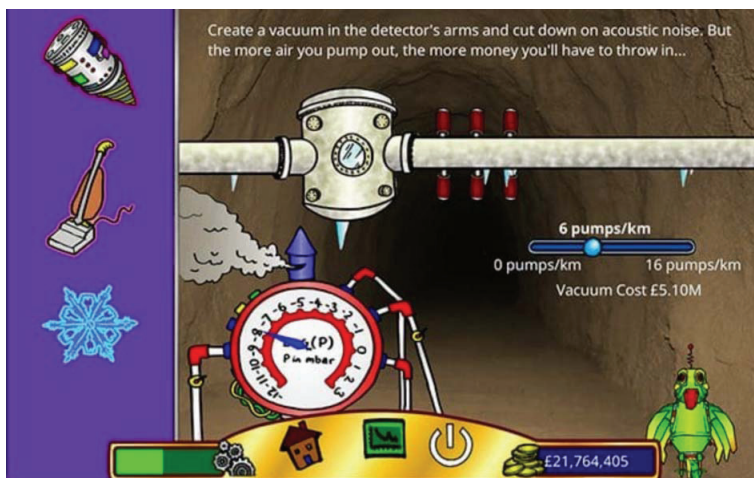 Create a vacuum in the detector's arms and cut down on acoustic noise. But
the more air you pump out, the more money you'll have to throw in...
6 pumps/km
0 pumps/km
16 pumps/km
Vacuum Cost £5.10M
-12 -11 -10 -9 -8 -7 -6 -5 -4 -3 -2 -1 0 1 2 3
(P)
P in mbar
£21,764,405